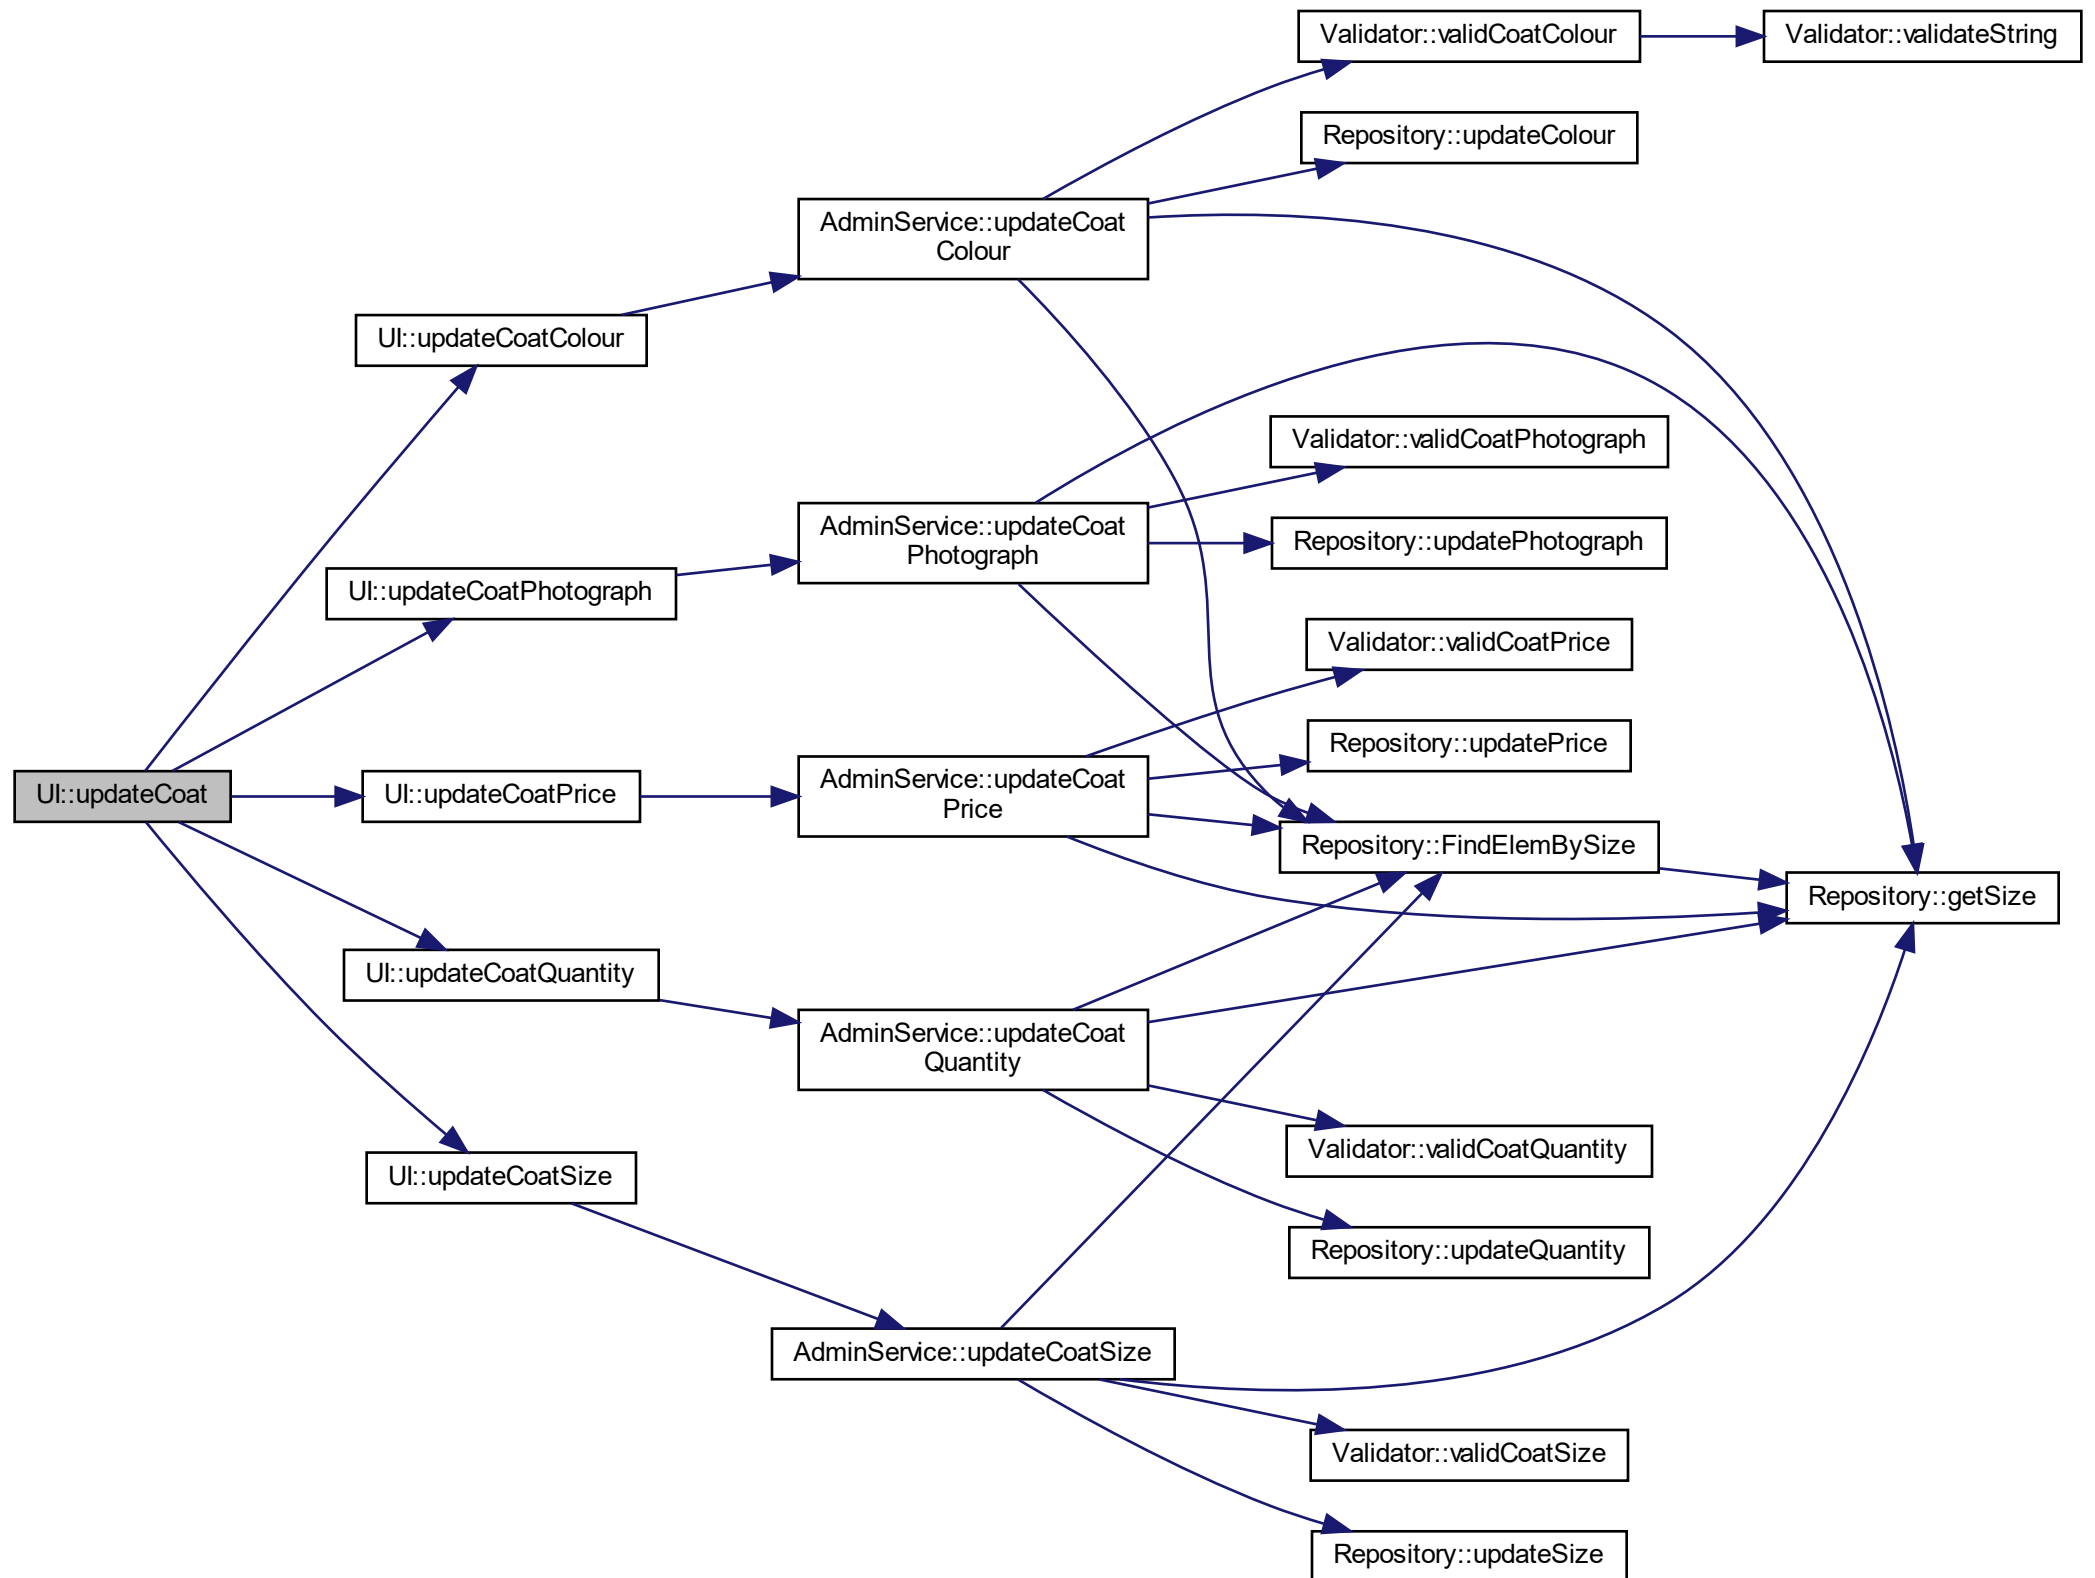 Validator::validCoatColour
Validator::validateString
Repository::updateColour
AdminService::updateCoat
Colour
UI::updateCoatColour
Validator::validCoatPhotograph
AdminService::updateCoat
Photograph
Repository::updatePhotograph
UI::updateCoatPhotograph
Validator::validCoatPrice
Repository::updatePrice
UI::updateCoat
UI::updateCoatPrice
AdminService::updateCoat
Price
Repository::FindElemBySize
Repository::getSize
UI::updateCoatQuantity
AdminService::updateCoat
Quantity
Validator::validCoatQuantity
UI::updateCoatSize
Repository::updateQuantity
AdminService::updateCoatSize
Validator::validCoatSize
Repository::updateSize